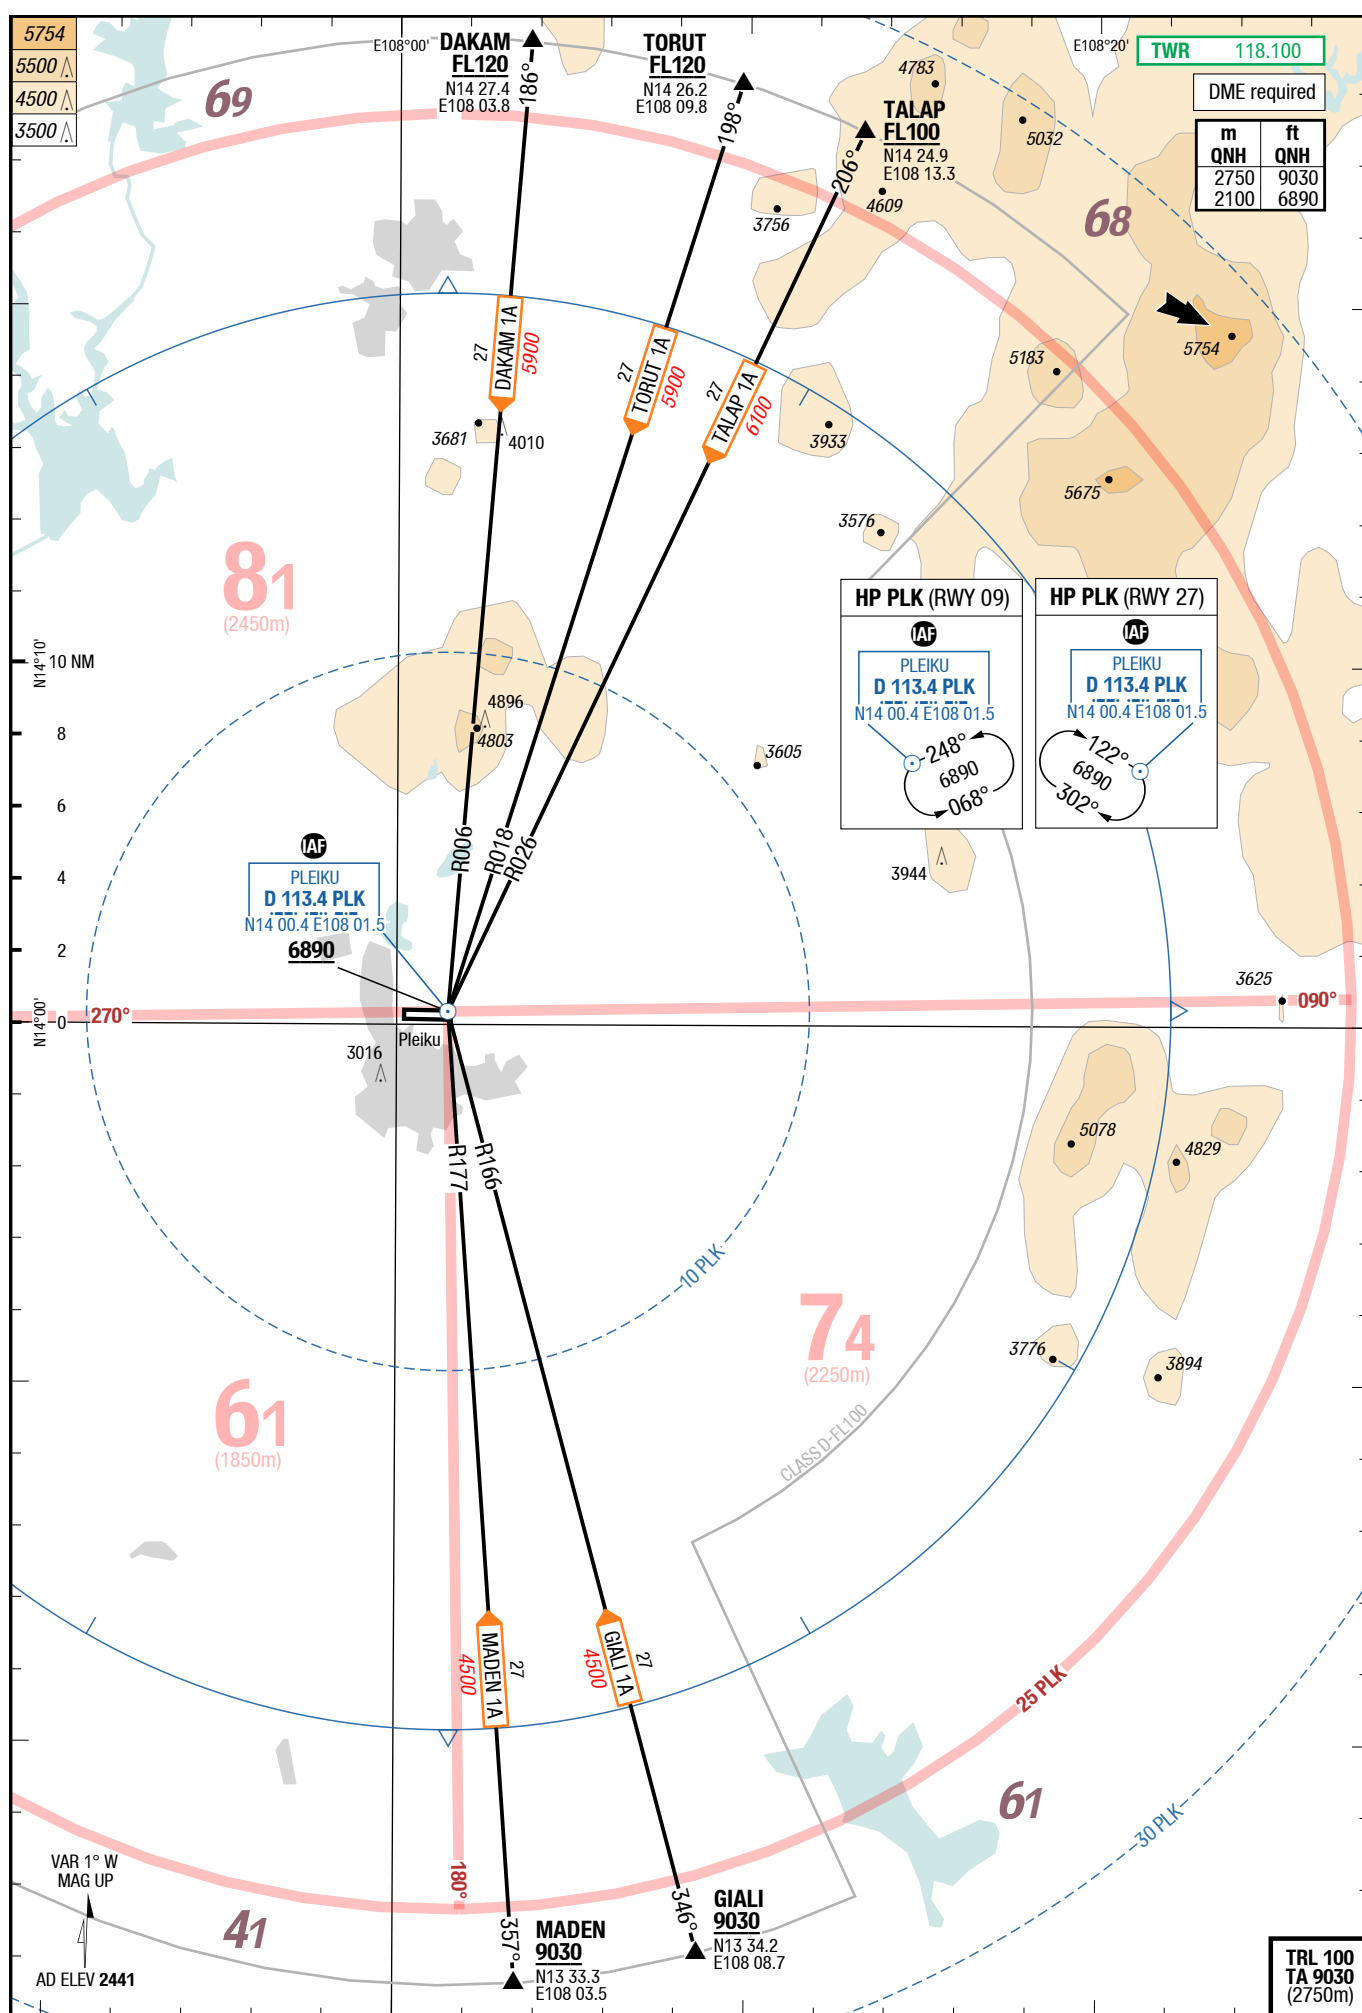 5754
5500
4500
3500
69
E108°00'
DAKAM
FL120
N14 27.4
E108 03.8
186°
TORUT
FL120
N14 26.2
E108 09.8
198°
TALAP
FL100
N14 24.9
E108 13.3
206°
E108°20'
TWR 118.100
DME required
m ft
QNH QNH
2750 9030
2100 6890
4783
5032
4609
3756
68
5754
5183
5675
3933
3576
27
DAKAM 1A
5900
27
TORUT 1A
5900
27
TALAP 1A
6100
3681
4010
81
(2450m)
HP PLK (RWY 09)
IAF
PLEIKU
D 113.4 PLK
N14 00.4 E108 01.5
248°
6890
068°
HP PLK (RWY 27)
IAF
PLEIKU
D 113.4 PLK
N14 00.4 E108 01.5
122°
6890
302°
N14°10'
10 NM
8
6
4
2
0
N14°00'
4896
4803
3605
3944
3625
R006
R018
R026
IAF
PLEIKU
D 113.4 PLK
N14 00.4 E108 01.5
6890
270°
090°
Pleiku
3016
R177
R166
5078
4829
10 PLK
74
(2250m)
3776
3894
61
(1850m)
CLASS D-FL100
MADEN 1A
27
4500
GIALI 1A
27
4500
25 PLK
61
30 PLK
180°
VAR 1° W
MAG UP
41
AD ELEV 2441
357°
MADEN
9030
N13 33.3
E108 03.5
346°
GIALI
9030
N13 34.2
E108 08.7
TRL 100
TA 9030
(2750m)